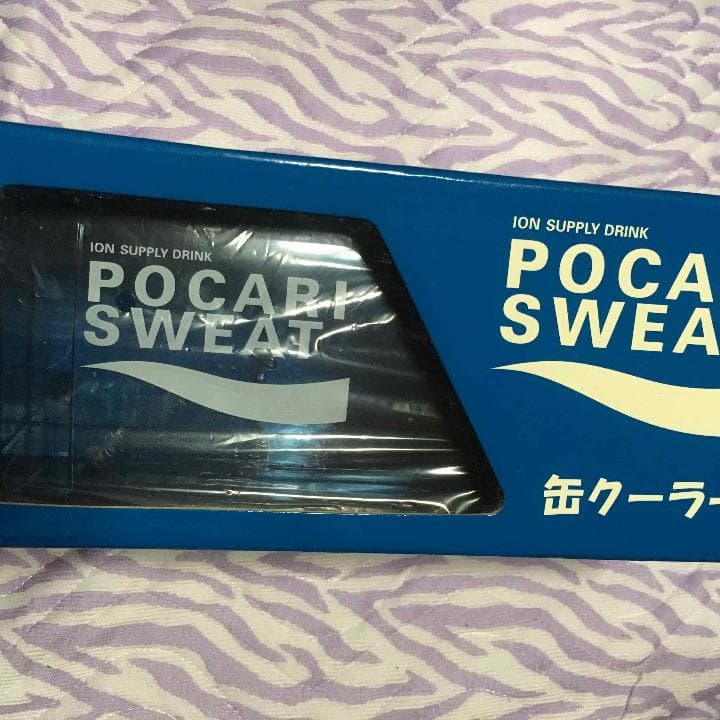 ION SUPPLY DRINK
POCARI
SWEAT
ION SUPPLY DRINK
POCA
SWEA
缶クーラー